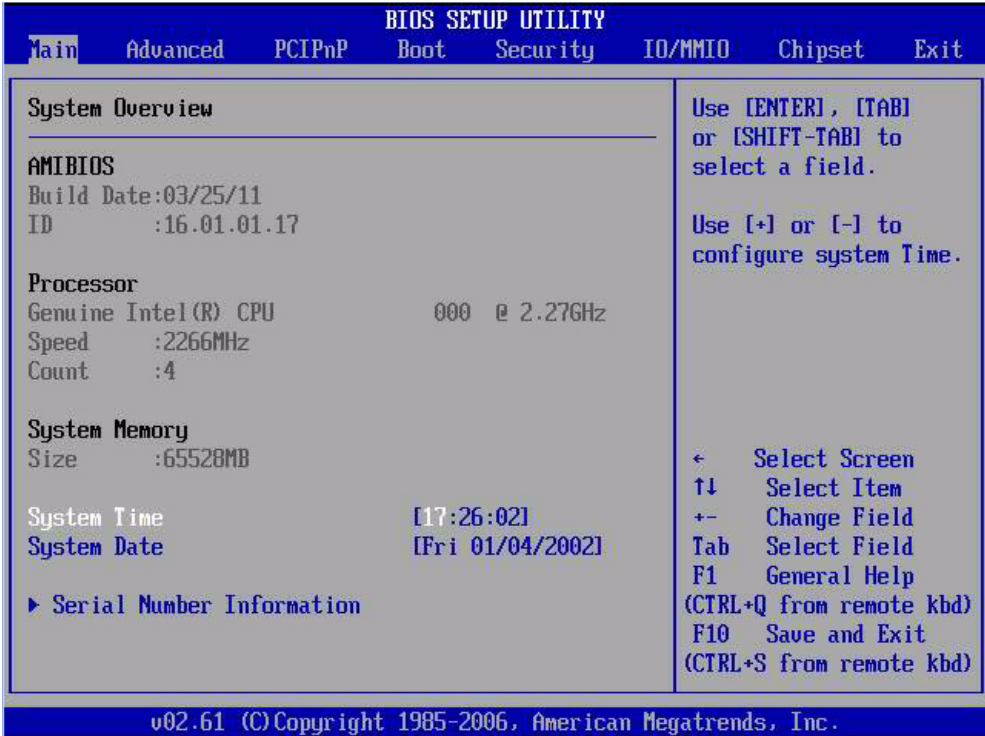 BIOS SETUP UTILITY
Main Advanced PCIPnP Boot Security IO/MMIO Chipset Exit
System Overview
AMIBIOS
Build Date:03/25/11
ID :16.01.01.17
Processor
Genuine Intel(R) CPU 000 @ 2.27GHz
Speed :2266MHz
Count :4
System Memory
Size :65528MB
System Time [17:26:02]
System Date [Fri 01/04/2002]
▶ Serial Number Information
Use [ENTER], [TAB]
or [SHIFT-TAB] to
select a field.
Use [+] or [-] to
configure system Time.
← Select Screen
↑↓ Select Item
+- Change Field
Tab Select Field
F1 General Help
(CTRL+Q from remote kbd)
F10 Save and Exit
(CTRL+S from remote kbd)
v02.61 (C)Copyright 1985-2006, American Megatrends, Inc.